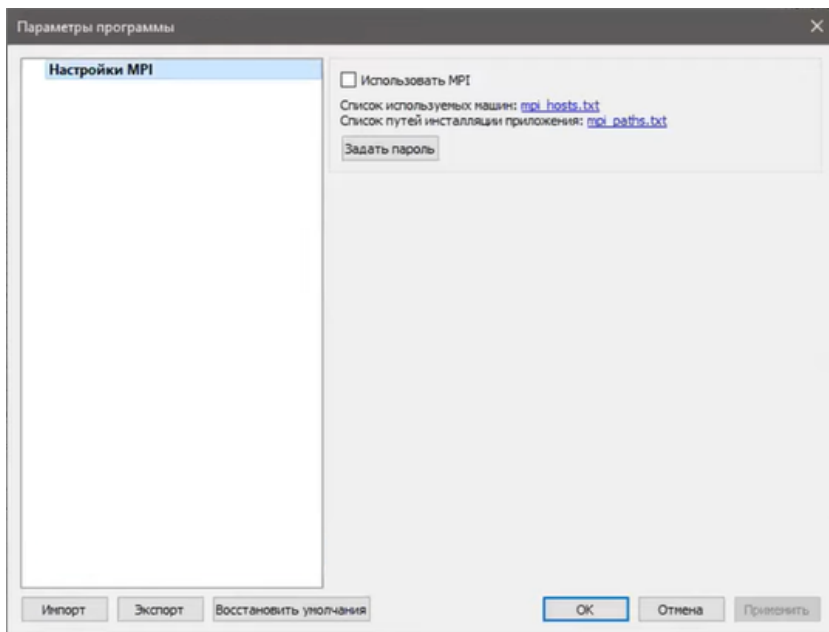 Параметры программы
Настройки MPI
Использовать MPI
Список используемых машин: mpi_hosts.txt
Список путей инсталляции приложения: mpi_paths.txt
Задать пароль
Импорт
Экспорт
Восстановить умолчания
OK
Отмена
Применить